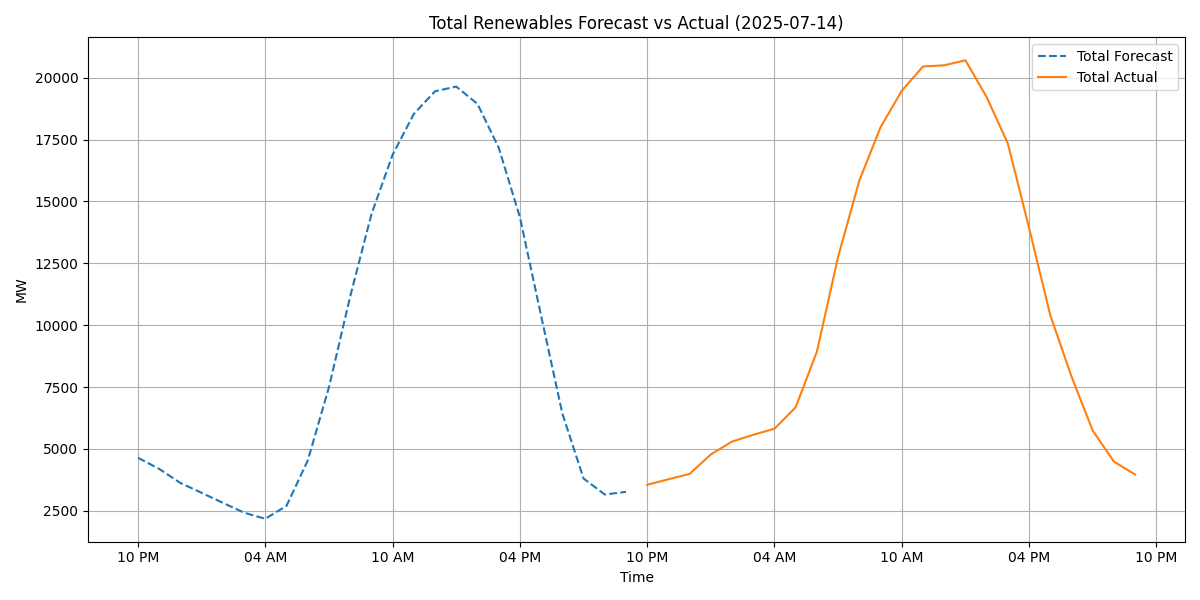 Total Renewables Forecast vs Actual (2025-07-14)
Total Forecast
Total Actual
20000
17500
15000
12500
10000
7500
5000
2500
MW
10 PM 04 AM 10 AM 04 PM 10 PM 04 AM 10 AM 04 PM 10 PM
Time